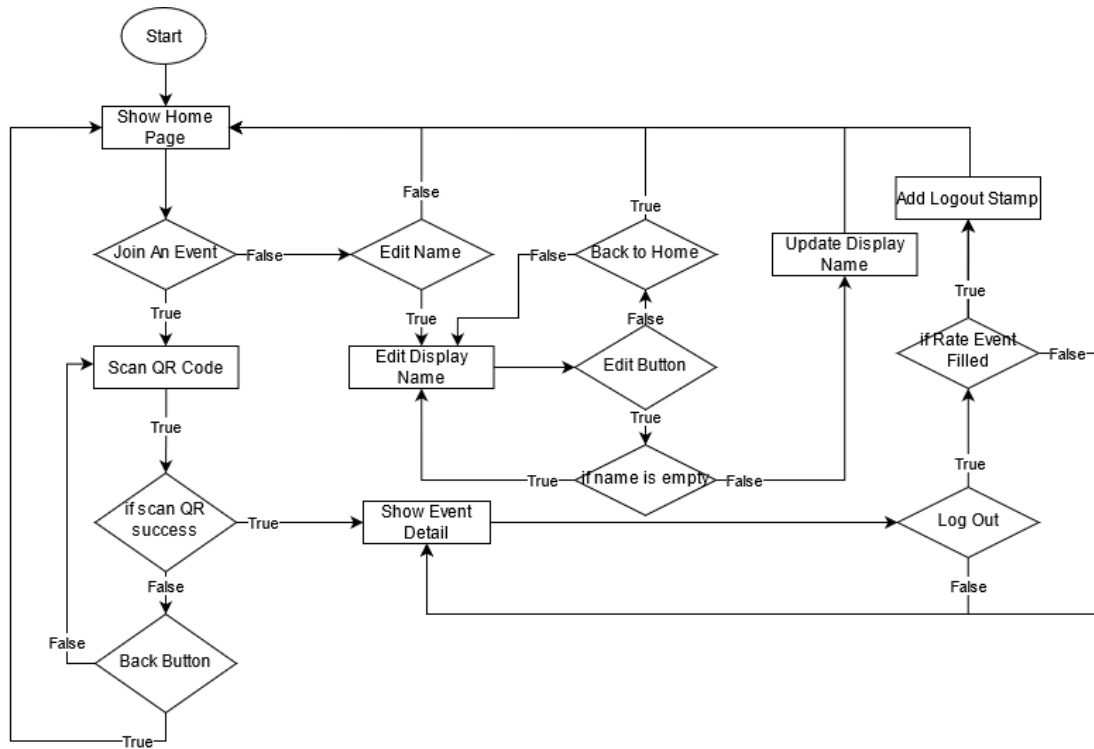 Start
Show Home
Page
Join An Event
False
Edit Name
False
True
True
Scan QR Code
True
if scan QR
success
True
False
Back Button
False
True
Edit Display
Name
Back to Home
True
False
False
Edit Button
True
if name is empty
True
False
Update Display
Name
Show Event
Detail
Log Out
True
False
if Rate Event
Filled
True
False
Add Logout Stamp